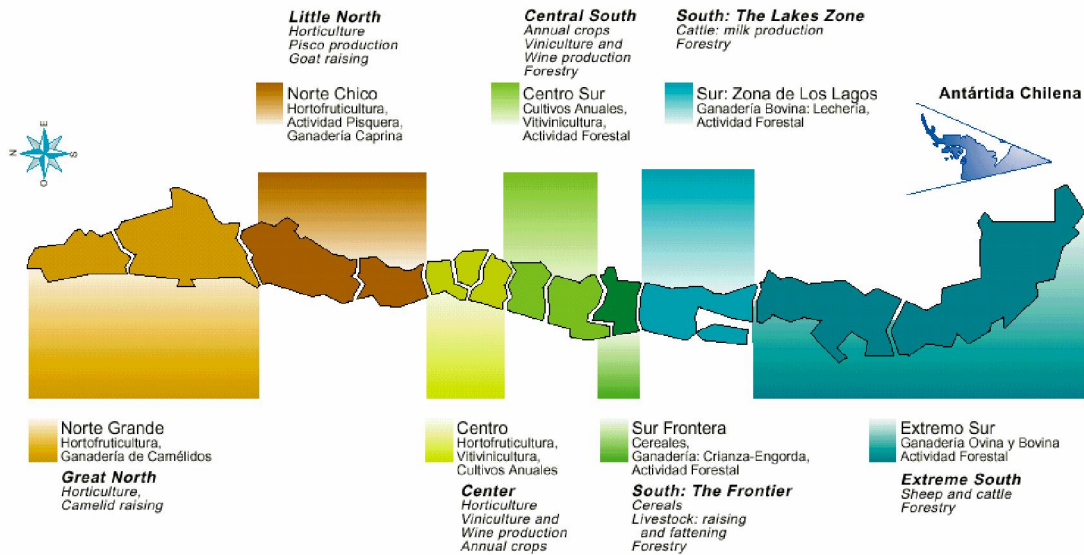 Little North
Horticulture
Pisco production
Goat raising
Central South
Annual crops
Viniculture and
Wine production
Forestry
South: The Lakes Zone
Cattle: milk production
Forestry
Norte Chico
Hortofruticultura,
Actividad Pisquera,
Ganadería Caprina
Centro Sur
Cultivos Anuales,
Vitivinicultura,
Actividad Forestal
Sur: Zona de Los Lagos
Ganadería Bovina: Lechería,
Actividad Forestal
Antártida Chilena
N
E
S
O
Norte Grande
Hortofruticultura,
Ganadería de Camélidos
Great North
Horticulture,
Camelid raising
Centro
Hortofruticultura,
Vitivinicultura,
Cultivos Anuales
Center
Horticulture
Viniculture and
Wine production
Annual crops
Sur Frontera
Cereales,
Ganadería: Crianza-Engorda,
Actividad Forestal
South: The Frontier
Cereals
Livestock: raising
and fattening
Forestry
Extremo Sur
Ganadería Ovina y Bovina
Actividad Forestal
Extreme South
Sheep and cattle
Forestry